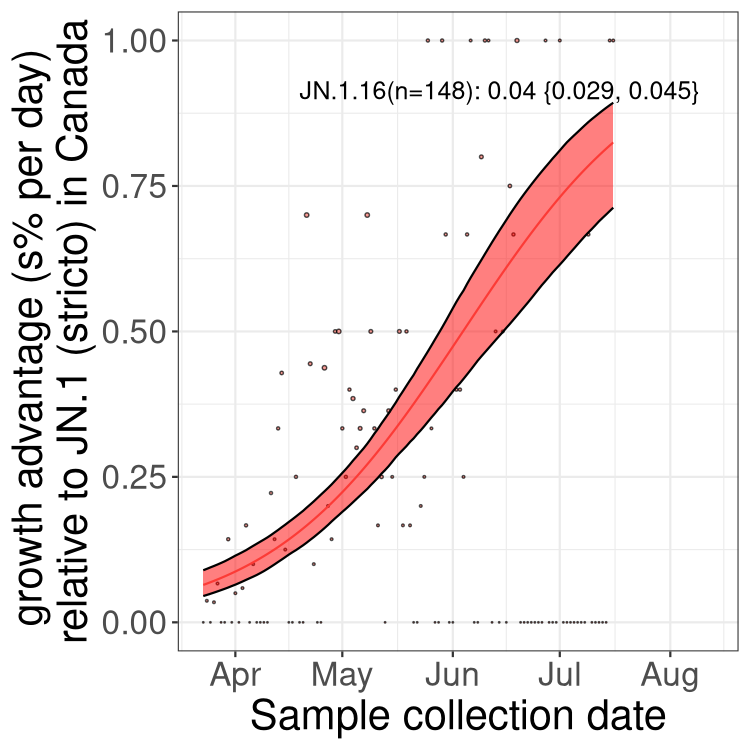 growth advantage (s% per day)
relative to JN.1 (stricto) in Canada
1.00
0.75
0.50
0.25
0.00
JN.1.16(n=148): 0.04 {0.029, 0.045}
Apr May Jun Jul Aug
Sample collection date